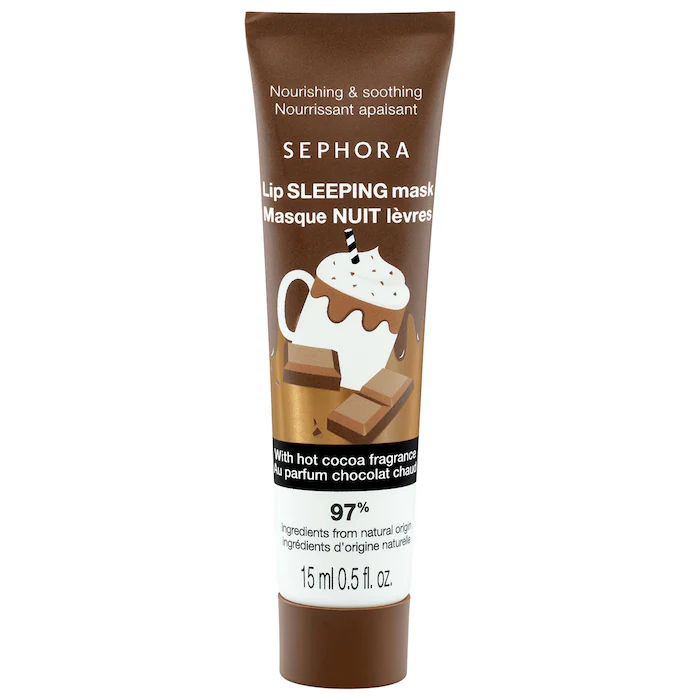 Nourishing & soothing
Nourrissant apaisant
SEPHORA
Lip SLEEPING mask
Masque NUIT lèvres
With hot cocoa fragrance
Au parfum chocolat chaud
97%
ingredients from natural origin
ingrédients d'origine naturelle
15 ml 0.5 fl. oz.